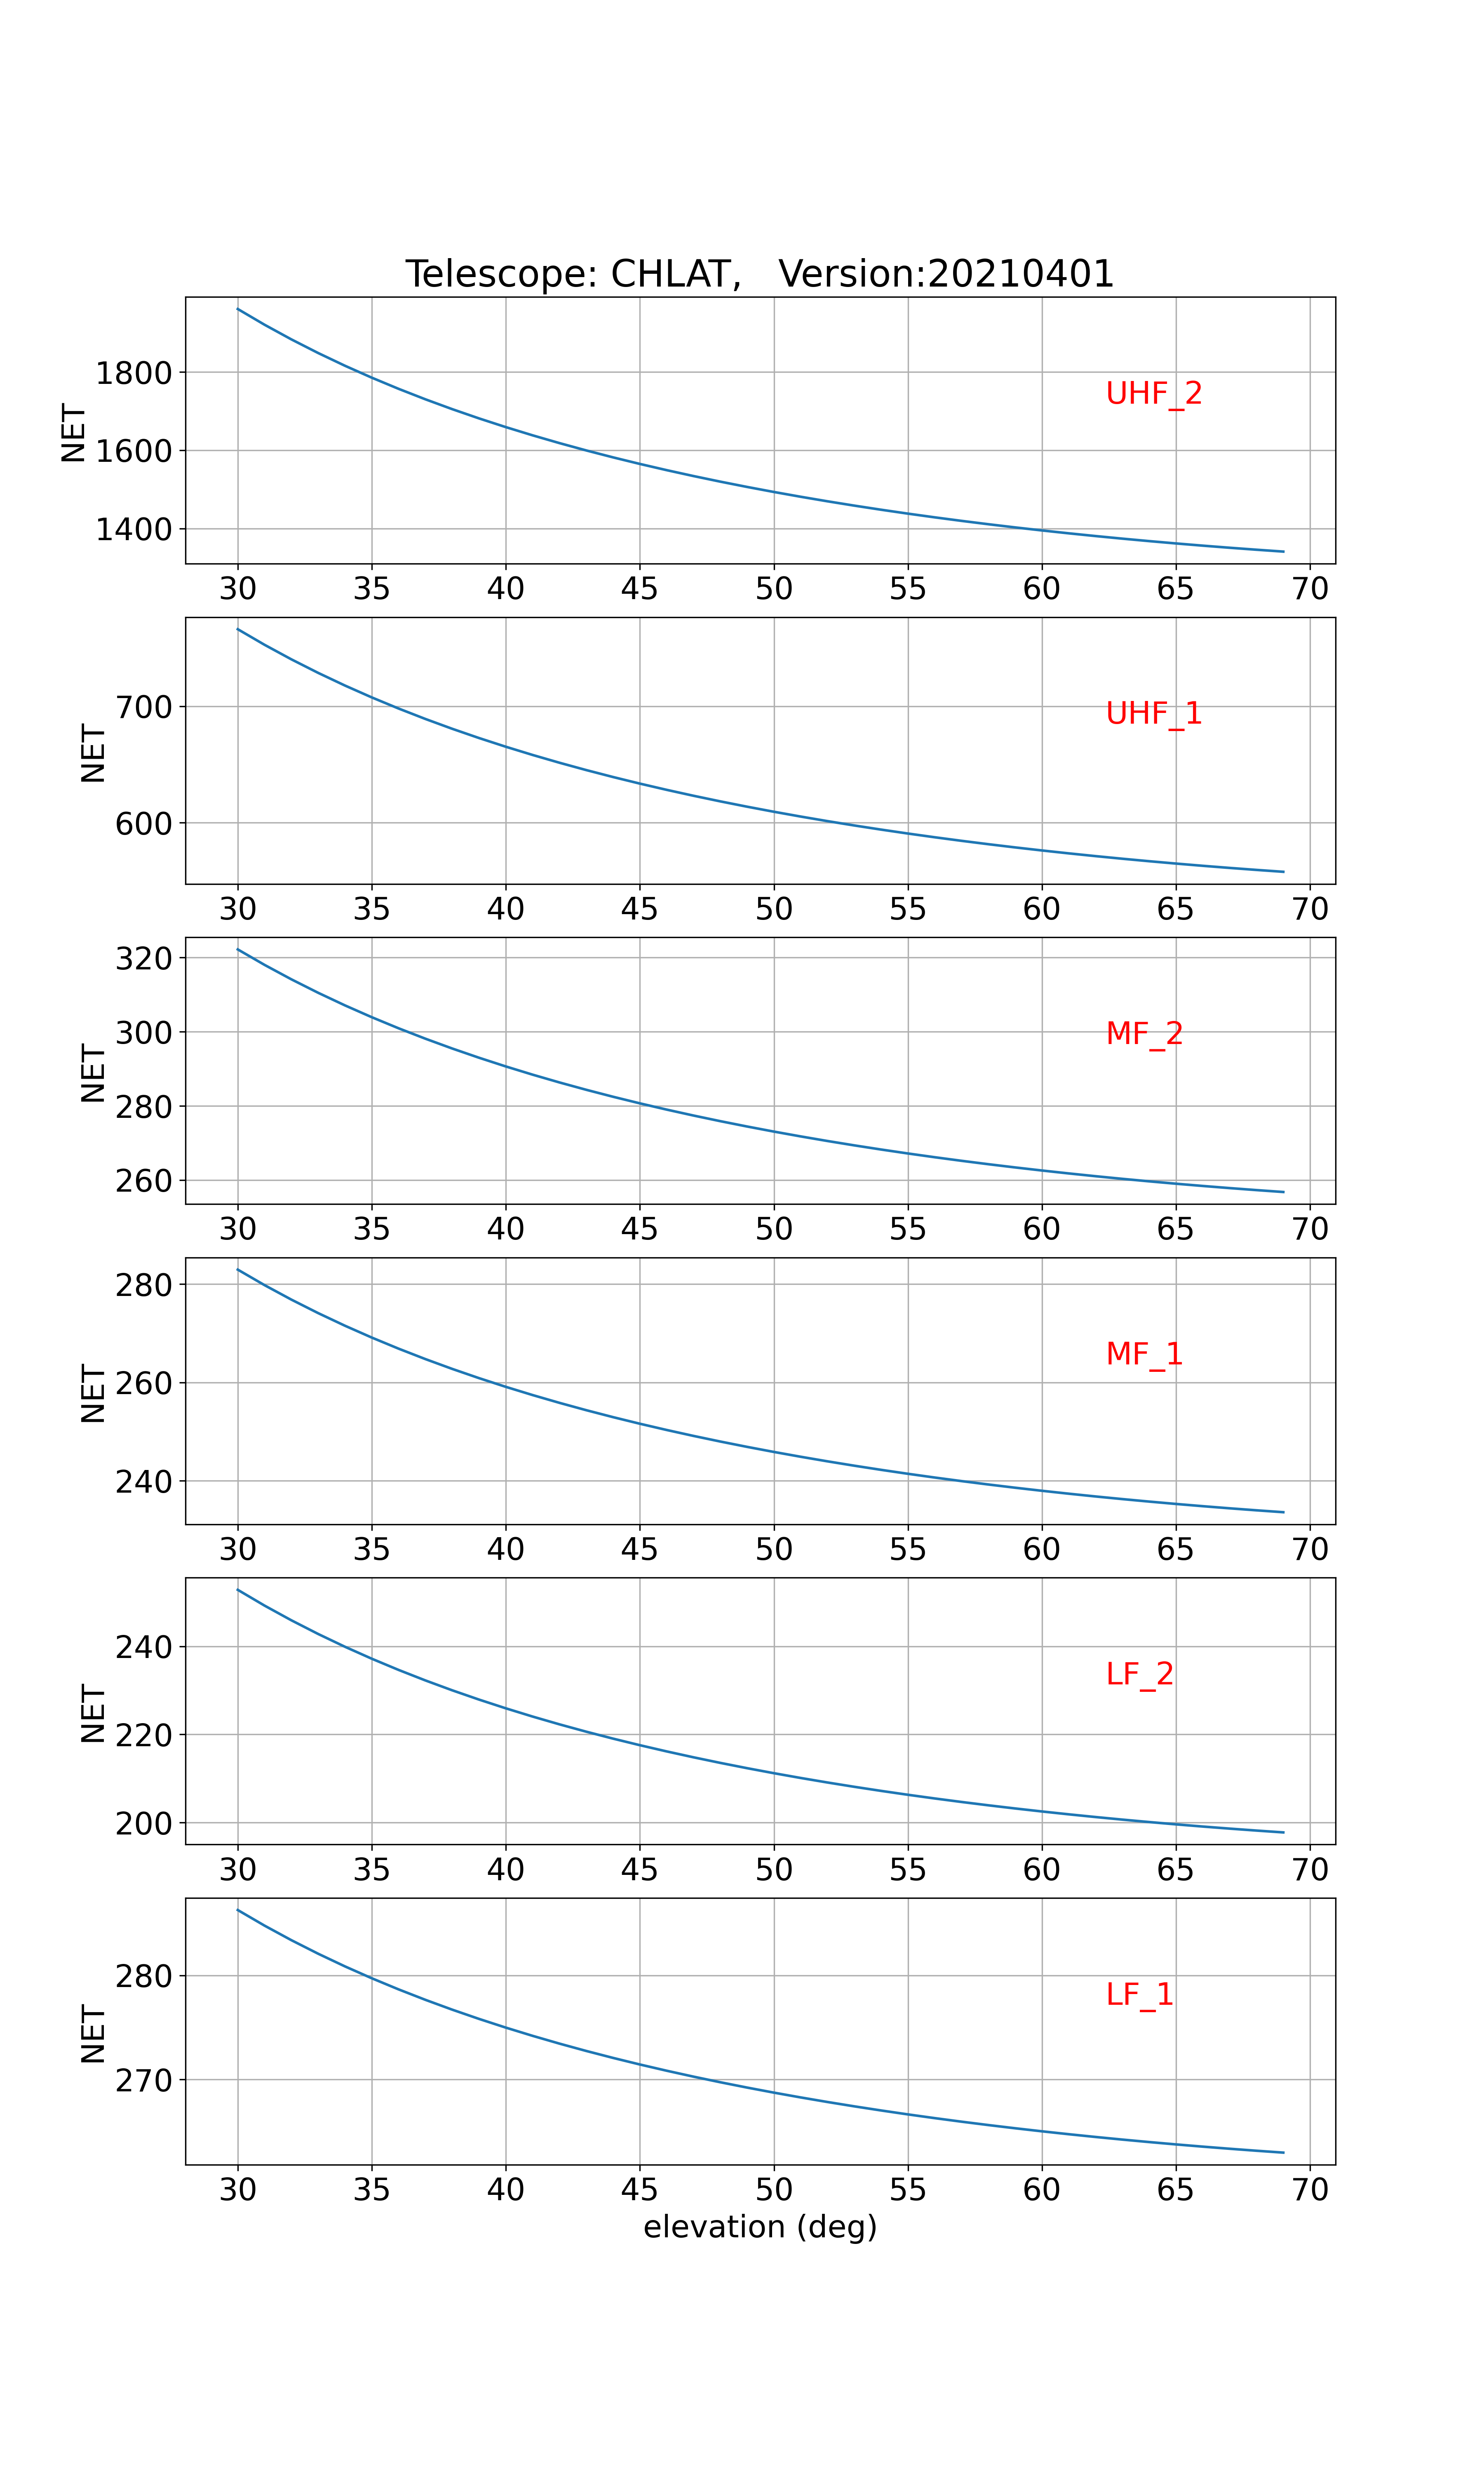 Telescope: CHLAT,   Version:20210401
NET
1800
1600
1400
UHF_2
30 35 40 45 50 55 60 65 70
NET
700
600
UHF_1
30 35 40 45 50 55 60 65 70
NET
320
300
280
260
MF_2
30 35 40 45 50 55 60 65 70
NET
280
260
240
MF_1
30 35 40 45 50 55 60 65 70
NET
240
220
200
LF_2
30 35 40 45 50 55 60 65 70
NET
280
270
LF_1
30 35 40 45 50 55 60 65 70
elevation (deg)